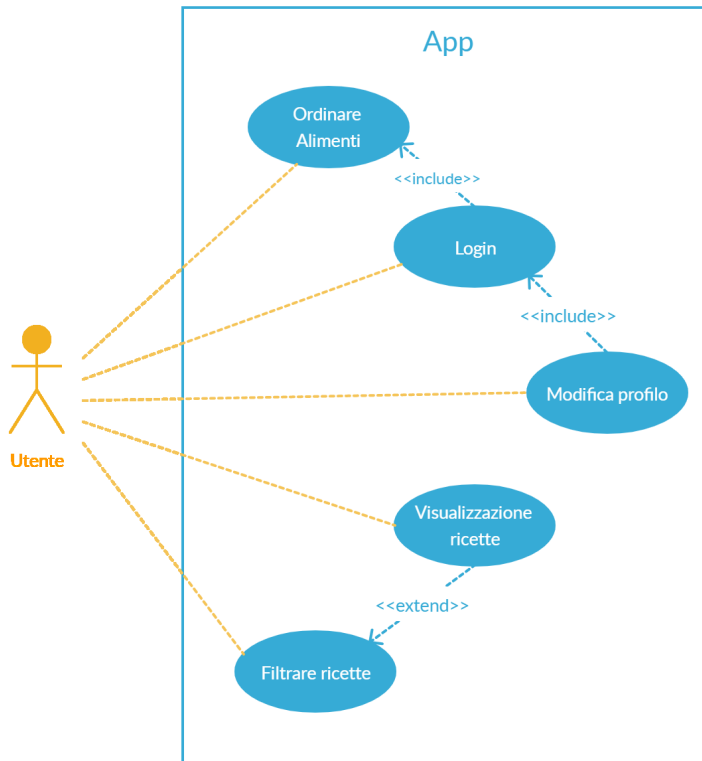 App
Ordinare
Alimenti
<<include>>
Login
<<include>>
Modifica profilo
Utente
Visualizzazione
ricette
<<extend>>
Filtrare ricette